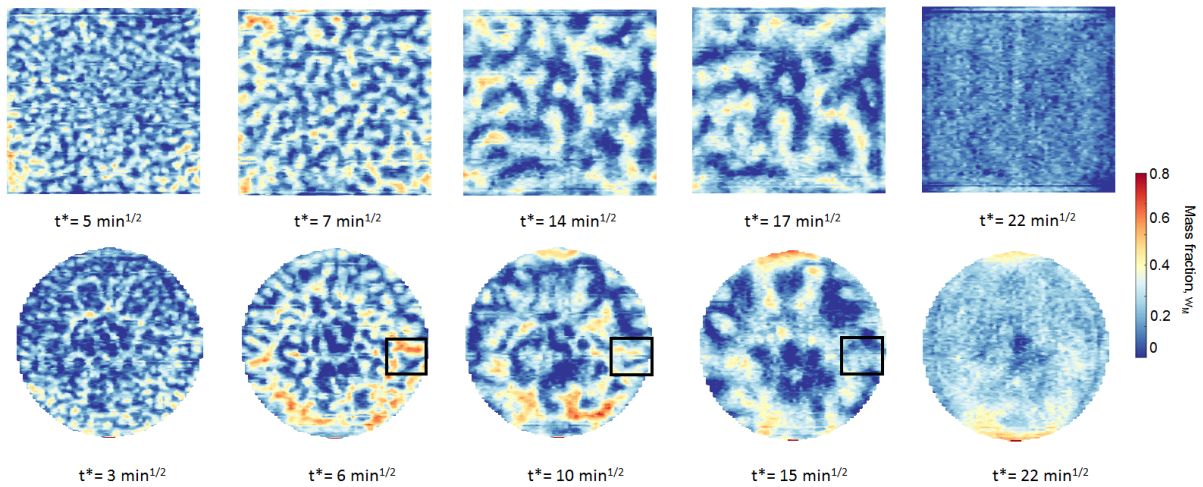 t*= 5 min1/2
t*= 7 min1/2
t*= 14 min1/2
t*= 17 min1/2
t*= 22 min1/2
0.8
0.6
0.4
0.2
0
Mass fraction, wM
t*= 3 min1/2
t*= 6 min1/2
t*= 10 min1/2
t*= 15 min1/2
t*= 22 min1/2